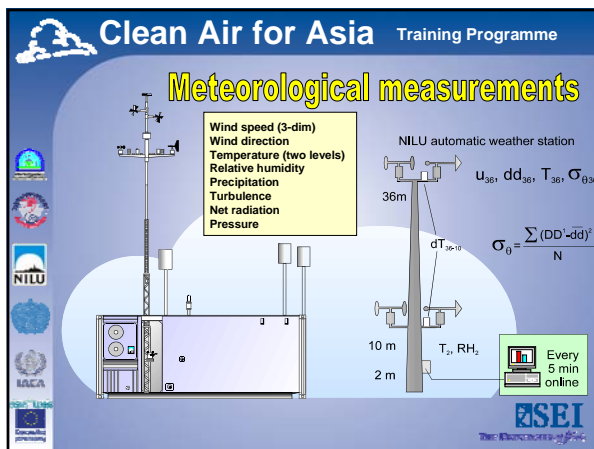 Clean Air for Asia Training Programme
Meteorological measurements
Wind speed (3-dim)
Wind direction
Temperature (two levels)
Relative humidity
Precipitation
Turbulence
Net radiation
Pressure
NILU automatic weather station
u₃₆, dd₃₆, T₃₆, σθ₃₆
36m
dT₃₆₋₁₀
σθ = ∑ (DD¹-d̅d̅)² / N
10 m
T₂, RH₂
2 m
Every
5 min
online
NILU
SEI